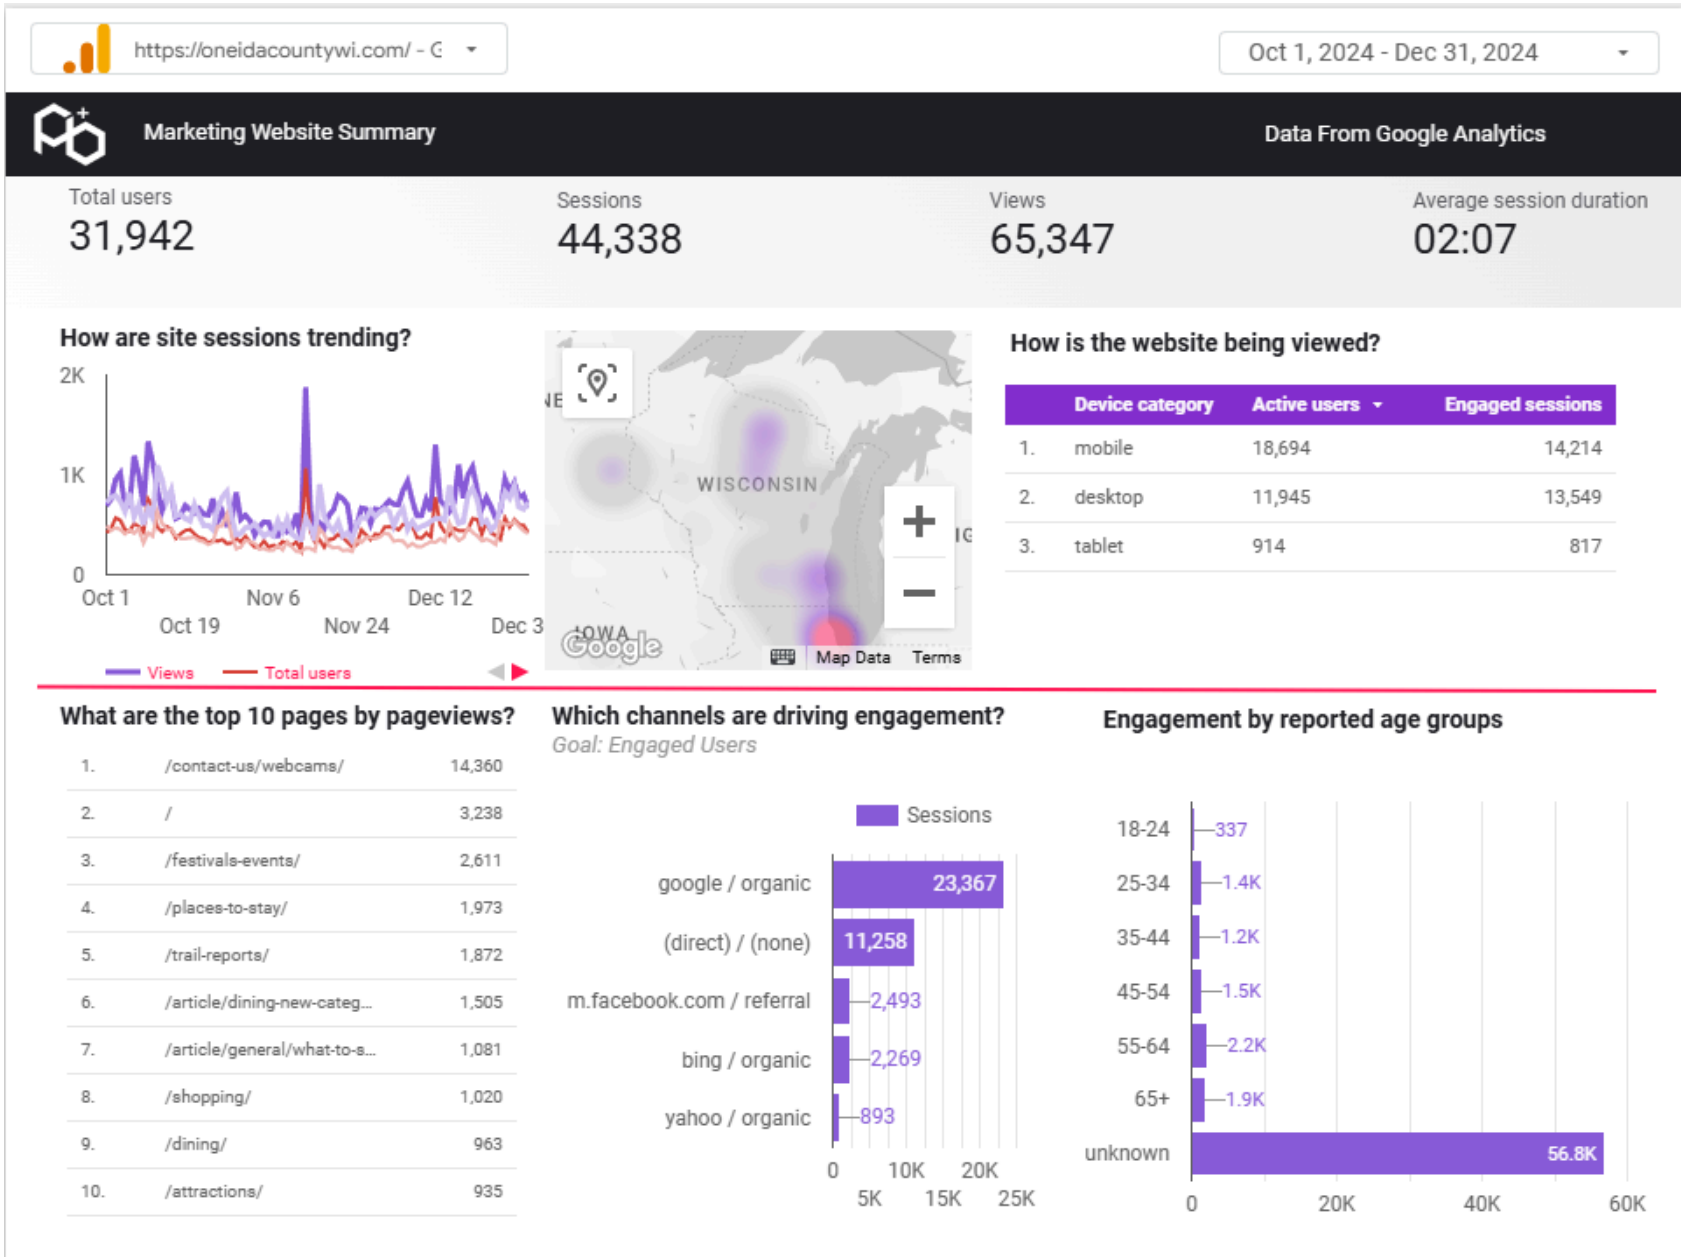 https://oneidacountywi.com/ - G
Oct 1, 2024 - Dec 31, 2024
Marketing Website Summary
Data From Google Analytics
Total users
31,942
Sessions
44,338
Views
65,347
Average session duration
02:07
How are site sessions trending?
2K
1K
0
Oct 1
Nov 6
Dec 12
Oct 19
Nov 24
Dec 3
Views
Total users
NE
WISCONSIN
IG
IOWA
Google
Map Data
Terms
How is the website being viewed?
Device category Active users Engaged sessions
1. mobile 18,694 14,214
2. desktop 11,945 13,549
3. tablet 914 817
What are the top 10 pages by pageviews?
1. /contact-us/webcams/ 14,360
2. / 3,238
3. /festivals-events/ 2,611
4. /places-to-stay/ 1,973
5. /trail-reports/ 1,872
6. /article/dining-new-categ... 1,505
7. /article/general/what-to-s... 1,081
8. /shopping/ 1,020
9. /dining/ 963
10. /attractions/ 935
Which channels are driving engagement?
Goal: Engaged Users
Sessions
google / organic 23,367
(direct) / (none) 11,258
m.facebook.com / referral 2,493
bing / organic 2,269
yahoo / organic 893
0 10K 20K
5K 15K 25K
Engagement by reported age groups
18-24 337
25-34 1.4K
35-44 1.2K
45-54 1.5K
55-64 2.2K
65+ 1.9K
unknown 56.8K
0 20K 40K 60K